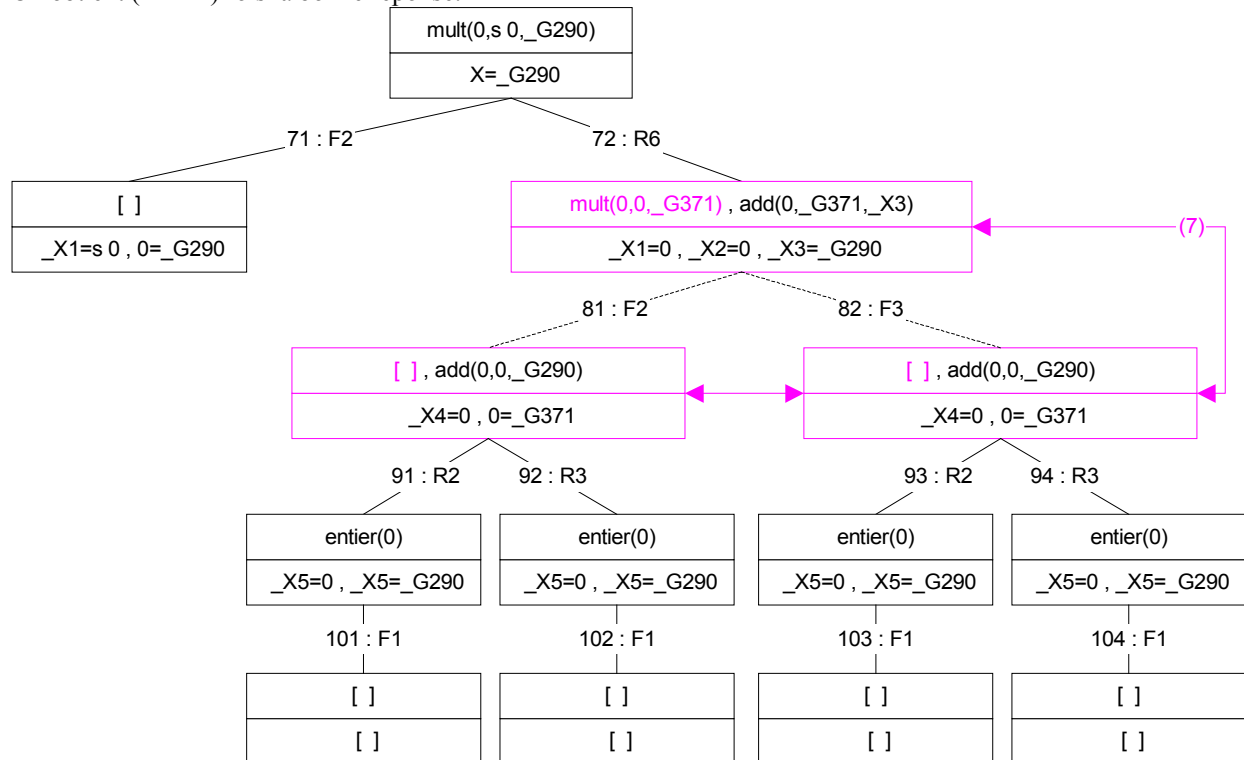 mult(0,s 0,_G290)
X=_G290
71 : F2
72 : R6
[ ]
_X1=s 0 , 0=_G290
mult(0,0,_G371) , add(0,_G371,_X3)
_X1=0 , _X2=0 , _X3=_G290
(7)
81 : F2
82 : F3
[ ] , add(0,0,_G290)
_X4=0 , 0=_G371
[ ] , add(0,0,_G290)
_X4=0 , 0=_G371
91 : R2
92 : R3
93 : R2
94 : R3
entier(0)
_X5=0 , _X5=_G290
entier(0)
_X5=0 , _X5=_G290
entier(0)
_X5=0 , _X5=_G290
entier(0)
_X5=0 , _X5=_G290
101 : F1
102 : F1
103 : F1
104 : F1
[ ]
[ ]
[ ]
[ ]
[ ]
[ ]
[ ]
[ ]